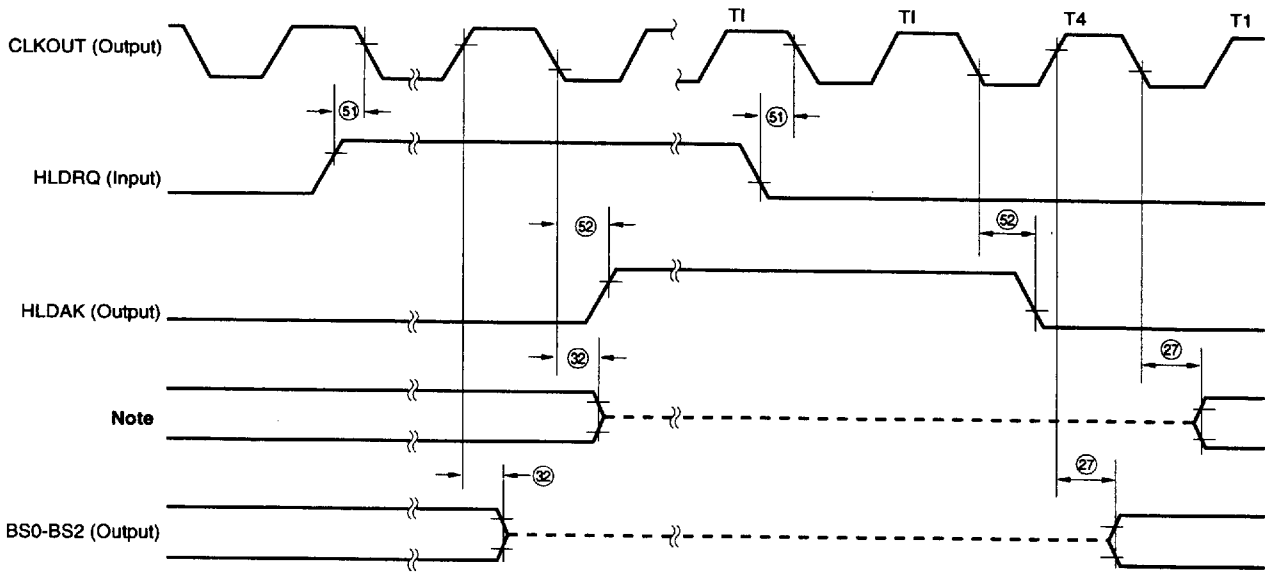 TI TI T4 T1
CLKOUT (Output)
51 51
HLDRQ (Input)
52 52
HLDAK (Output)
32 27
Note
32 27
BS0-BS2 (Output)